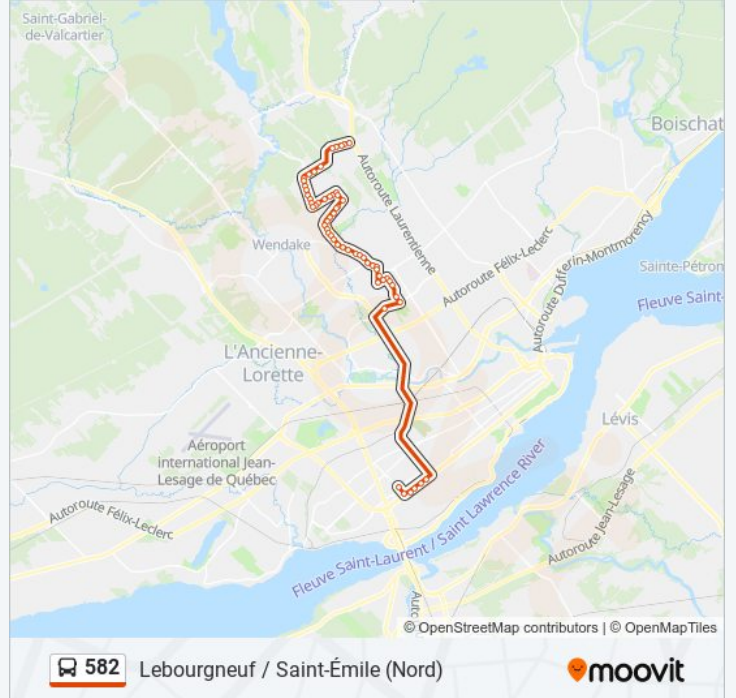 Saint-Gabriel-
de-Valcartier
Boischat
Autoroute Laurentienne
Wendake
Autoroute Félix-Leclerc
Autoroute Dufferin-Montmorency
Sainte-Pétron
Fleuve Saint-
L'Ancienne-
Lorette
Lévis
Aéroport
international Jean-
Lesage de Québec
Autoroute Félix-Leclerc
Fleuve Saint-Laurent / Saint Lawrence River
Autoroute Jean-Lesage
Autoc
© OpenStreetMap contributors | © OpenMapTiles
582 Lebourgneuf / Saint-Émile (Nord)
moovit